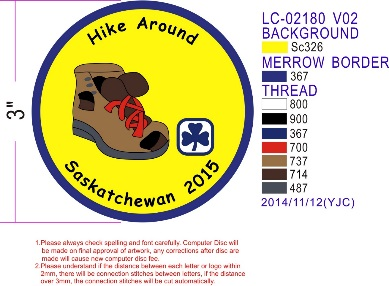 LC-02180 V02
BACKGROUND
Sc326
MERROW BORDER
367
THREAD
800
900
367
700
737
714
487
2014/11/12(YJC)
3"
Hike Around
Saskatchewan 2015
1.Please always check spelling and font carefully. Computer Disc will
be made on final approval of artwork, any corrections after disc are
made will cause new computer disc feo.
2.Please understand if the distance between each letter or logo within
2mm, there will be connection stitches between letters, if the distance
over 3mm, the connection stitches will be cut automatically.